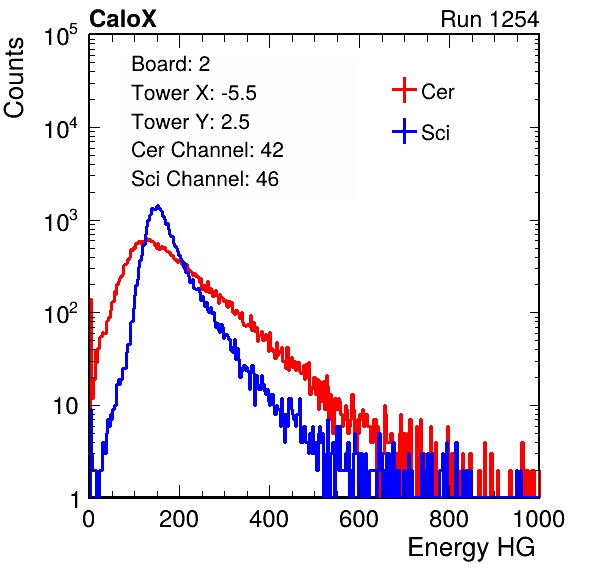 CaloX Run 1254
Counts
10^5
10^4
10^3
10^2
10
1
Board: 2
Tower X: -5.5
Tower Y: 2.5
Cer Channel: 42
Sci Channel: 46
Cer
Sci
0 200 400 600 800 1000
Energy HG